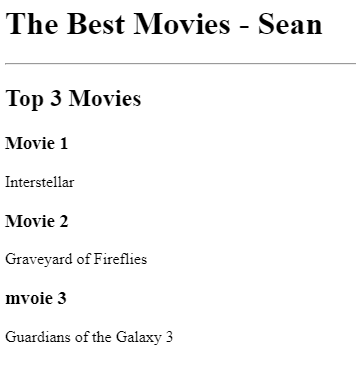 The Best Movies - Sean
Top 3 Movies
Movie 1
Interstellar
Movie 2
Graveyard of Fireflies
mvoie 3
Guardians of the Galaxy 3